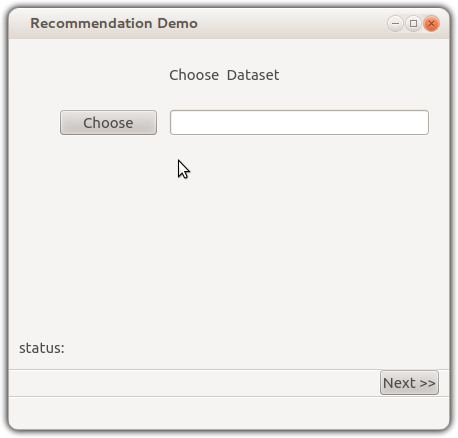 Recommendation Demo
Choose Dataset
Choose
status:
Next >>